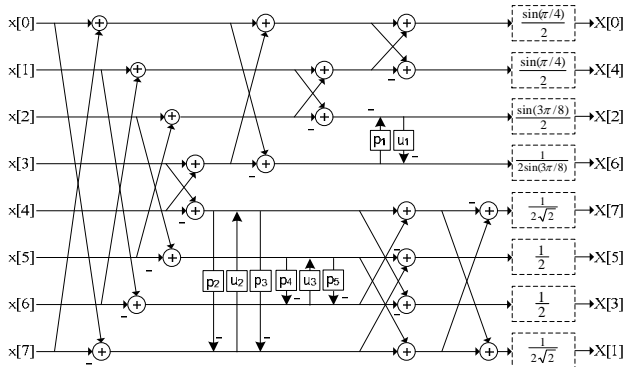 x[0] sin(π/4)/2 X[0]
x[1] sin(π/4)/2 X[4]
x[2] sin(3π/8)/2 X[2]
p1 u1
x[3] 1/2sin(3π/8) X[6]
x[4] 1/2√2 X[7]
x[5] 1/2 X[5]
p2 u2 p3 p4 u3 p5
x[6] 1/2 X[3]
x[7] 1/2√2 X[1]